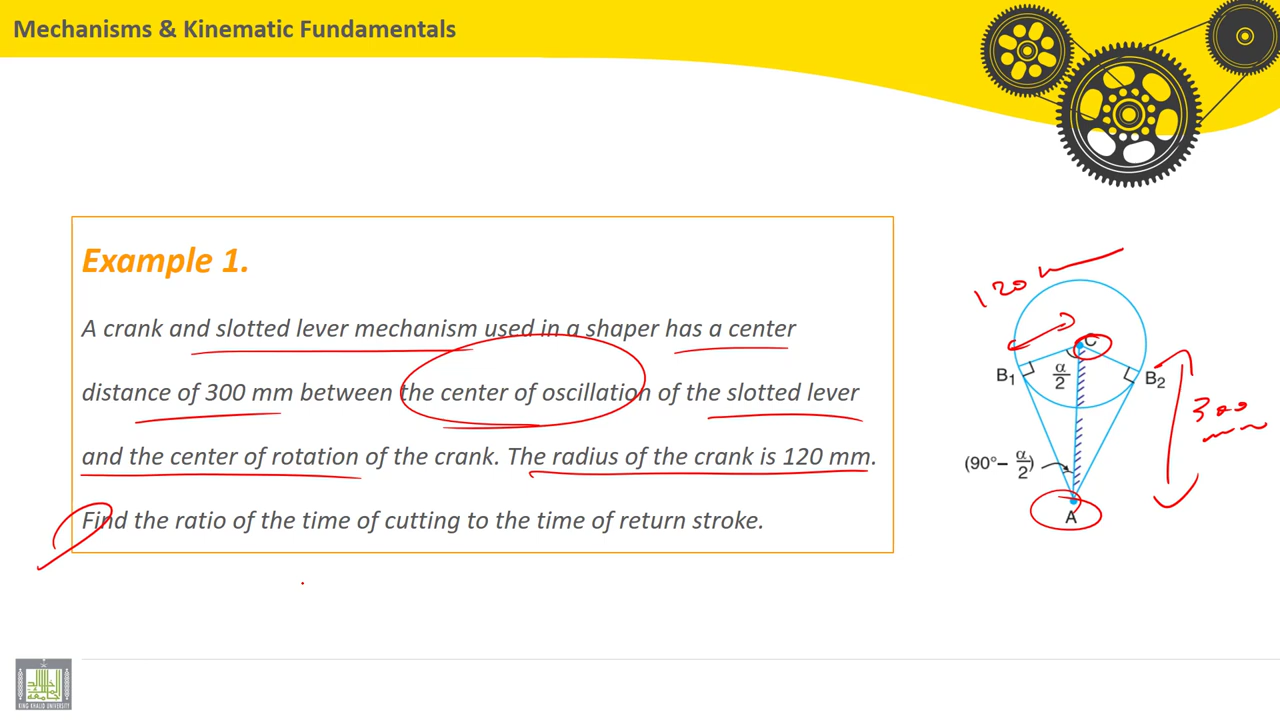 Mechanisms & Kinematic Fundamentals
Example 1.
A crank and slotted lever mechanism used in a shaper has a center
distance of 300 mm between the center of oscillation of the slotted lever
and the center of rotation of the crank. The radius of the crank is 120 mm.
Find the ratio of the time of cutting to the time of return stroke.
120
C
B1
α
2
B2
300
(90°– α
2)
A
KING KHALID UNIVERSITY